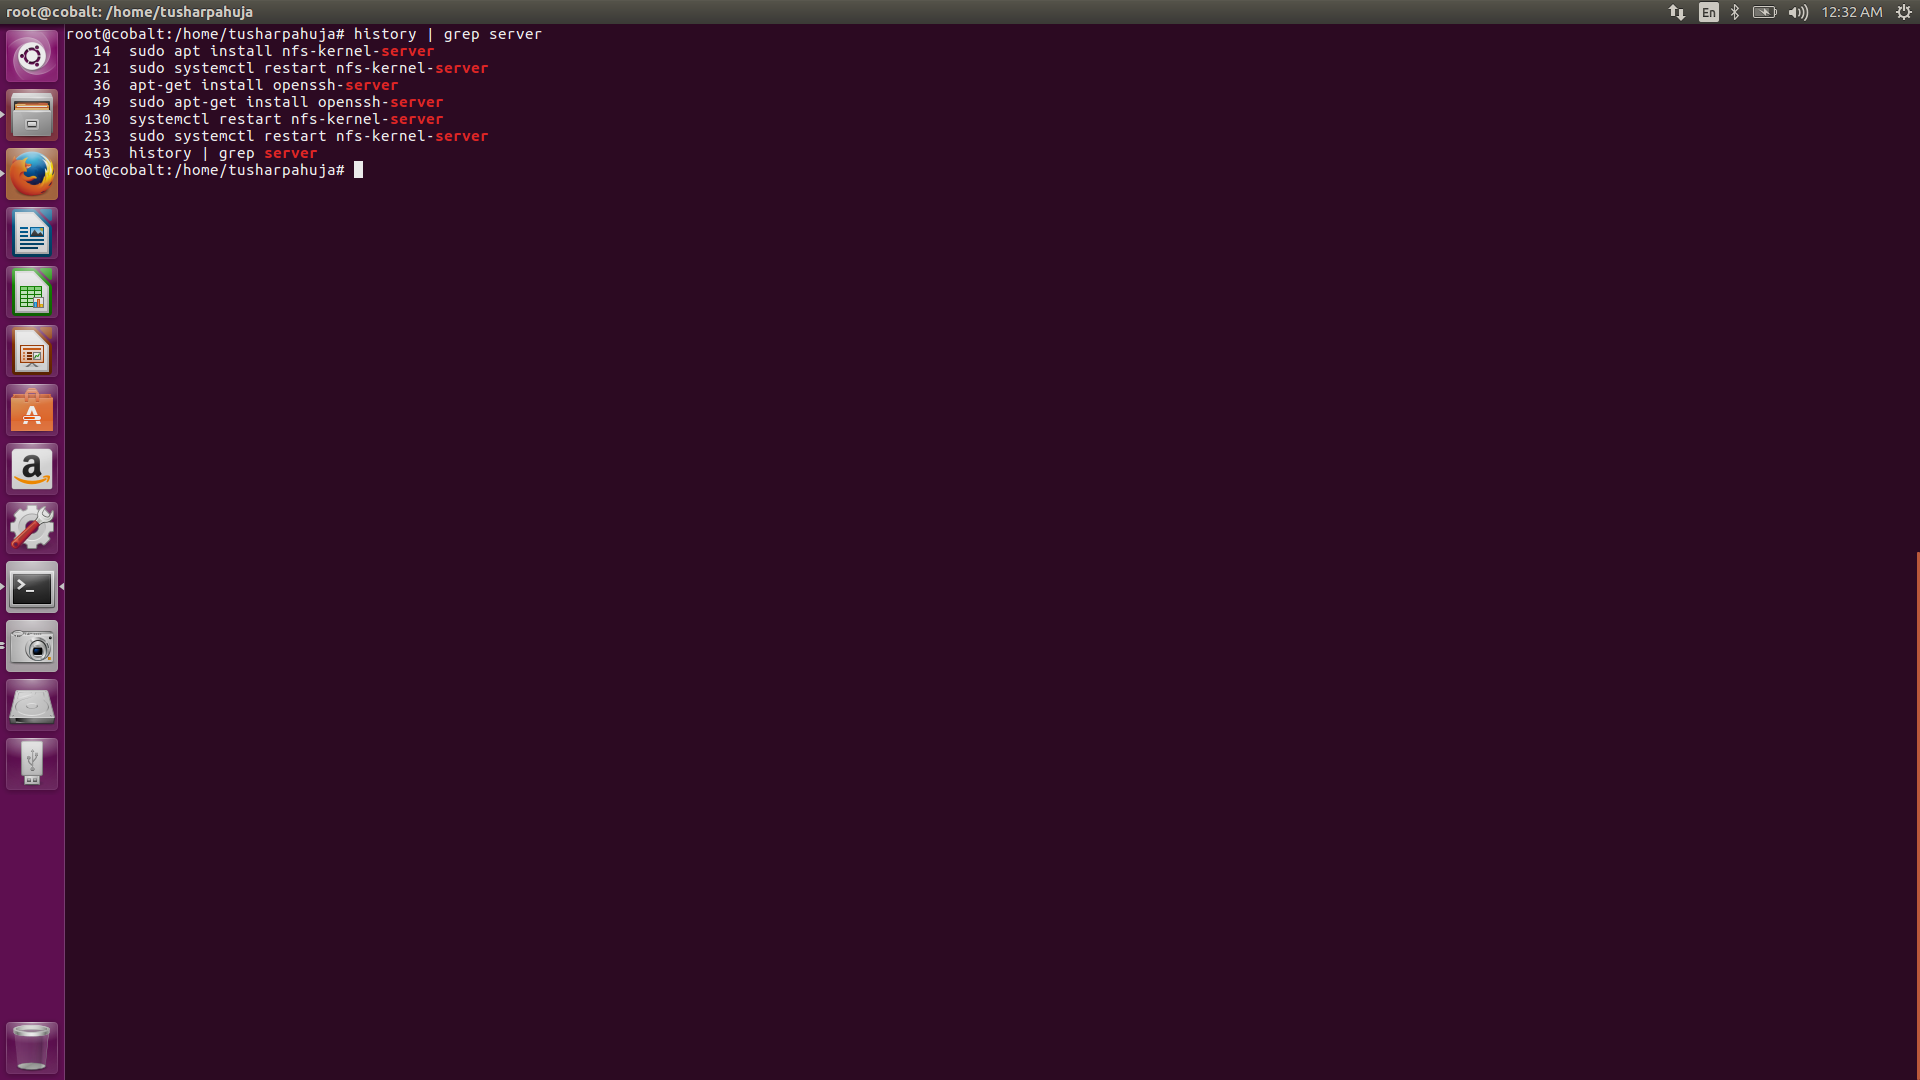 root@cobalt: /home/tusharpahuja
En
12:32 AM
root@cobalt:/home/tusharpahuja# history | grep server
14  sudo apt install nfs-kernel-server
21  sudo systemctl restart nfs-kernel-server
36  apt-get install openssh-server
49  sudo apt-get install openssh-server
130  systemctl restart nfs-kernel-server
253  sudo systemctl restart nfs-kernel-server
453  history | grep server
root@cobalt:/home/tusharpahuja#
A
a
>_